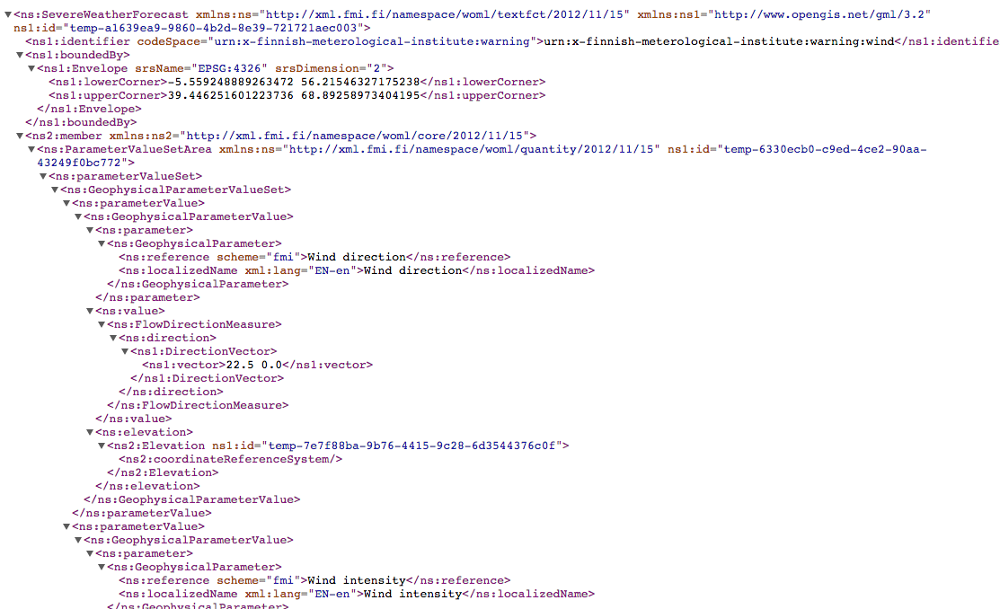 ▼<ns:SevereWeatherForecast xmlns:ns="http://xml.fmi.fi/namespace/woml/textfct/2012/11/15" xmlns:ns1="http://www.opengis.net/gml/3.2"
ns1:id="temp-a1639ea9-9860-4b2d-8e39-721721aec003">
<ns1:identifier codeSpace="urn:x-finnish-meterological-institute:warning">urn:x-finnish-meterological-institute:warning:wind</ns1:identifie
▼<ns1:boundedBy>
▼<ns1:Envelope srsName="EPSG:4326" srsDimension="2">
<ns1:lowerCorner>-5.559248889263472 56.21546327175238</ns1:lowerCorner>
<ns1:upperCorner>39.446251601223736 68.89258973404195</ns1:upperCorner>
</ns1:Envelope>
</ns1:boundedBy>
▼<ns2:member xmlns:ns2="http://xml.fmi.fi/namespace/woml/core/2012/11/15">
▼<ns:ParameterValueSetArea xmlns:ns="http://xml.fmi.fi/namespace/woml/quantity/2012/11/15" ns1:id="temp-6330ecb0-c9ed-4ce2-90aa-
43249f0bc772">
▼<ns:parameterValueSet>
▼<ns:GeophysicalParameterValueSet>
▼<ns:parameterValue>
▼<ns:GeophysicalParameterValue>
▼<ns:parameter>
▼<ns:GeophysicalParameter>
<ns:reference scheme="fmi">Wind direction</ns:reference>
<ns:localizedName xml:lang="EN-en">Wind direction</ns:localizedName>
</ns:GeophysicalParameter>
</ns:parameter>
▼<ns:value>
▼<ns:FlowDirectionMeasure>
▼<ns:direction>
▼<ns1:DirectionVector>
<ns1:vector>22.5 0.0</ns1:vector>
</ns1:DirectionVector>
</ns:direction>
</ns:FlowDirectionMeasure>
</ns:value>
▼<ns:elevation>
▼<ns2:Elevation ns1:id="temp-7e7f88ba-9b76-4415-9c28-6d3544376c0f">
<ns2:coordinateReferenceSystem/>
</ns2:Elevation>
</ns:elevation>
</ns:GeophysicalParameterValue>
</ns:parameterValue>
▼<ns:parameterValue>
▼<ns:GeophysicalParameterValue>
▼<ns:parameter>
▼<ns:GeophysicalParameter>
<ns:reference scheme="fmi">Wind intensity</ns:reference>
<ns:localizedName xml:lang="EN-en">Wind intensity</ns:localizedName>
</ns:GeophysicalParameter>